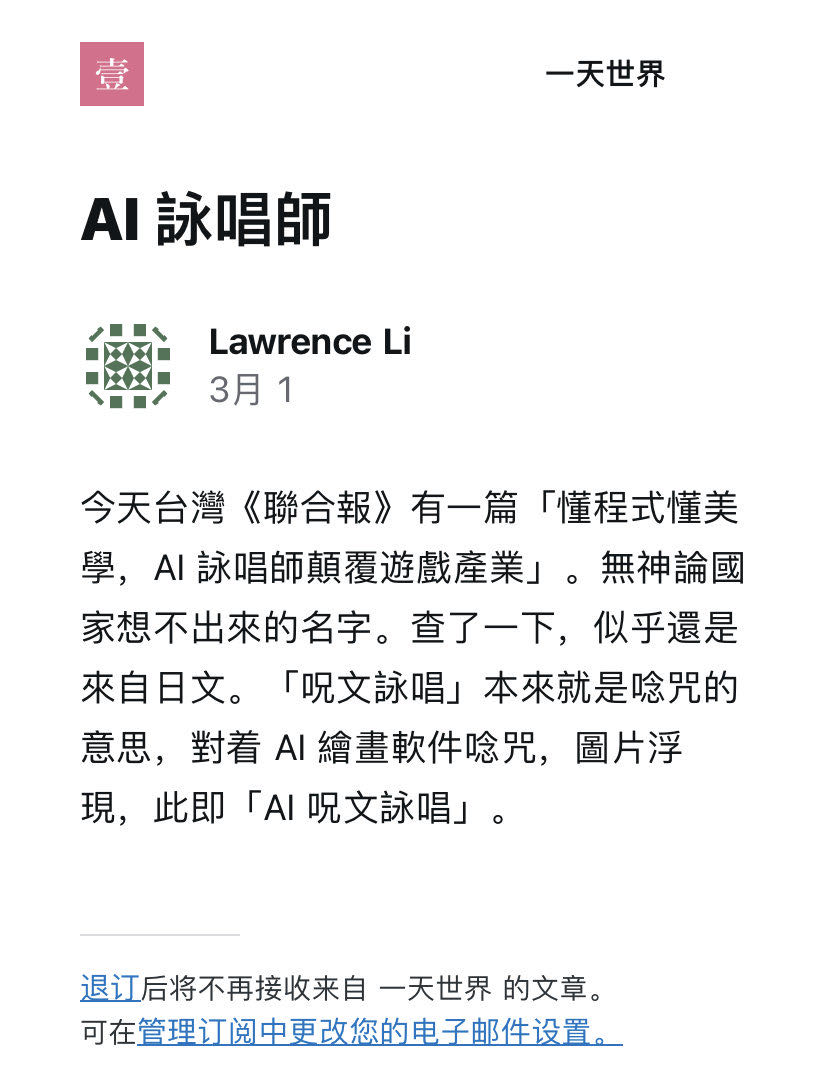 壹
一天世界
AI 詠唱師
Lawrence Li
3月 1
今天台灣《聯合報》有一篇「懂程式懂美
學，AI 詠唱師顛覆遊戲產業」。無神論國
家想不出來的名字。查了一下，似乎還是
來自日文。「呪文詠唱」本來就是唸咒的
意思，對着 AI 繪畫軟件唸咒，圖片浮
現，此即「AI 呪文詠唱」。
退订后将不再接收来自 一天世界 的文章。
可在管理订阅中更改您的电子邮件设置。